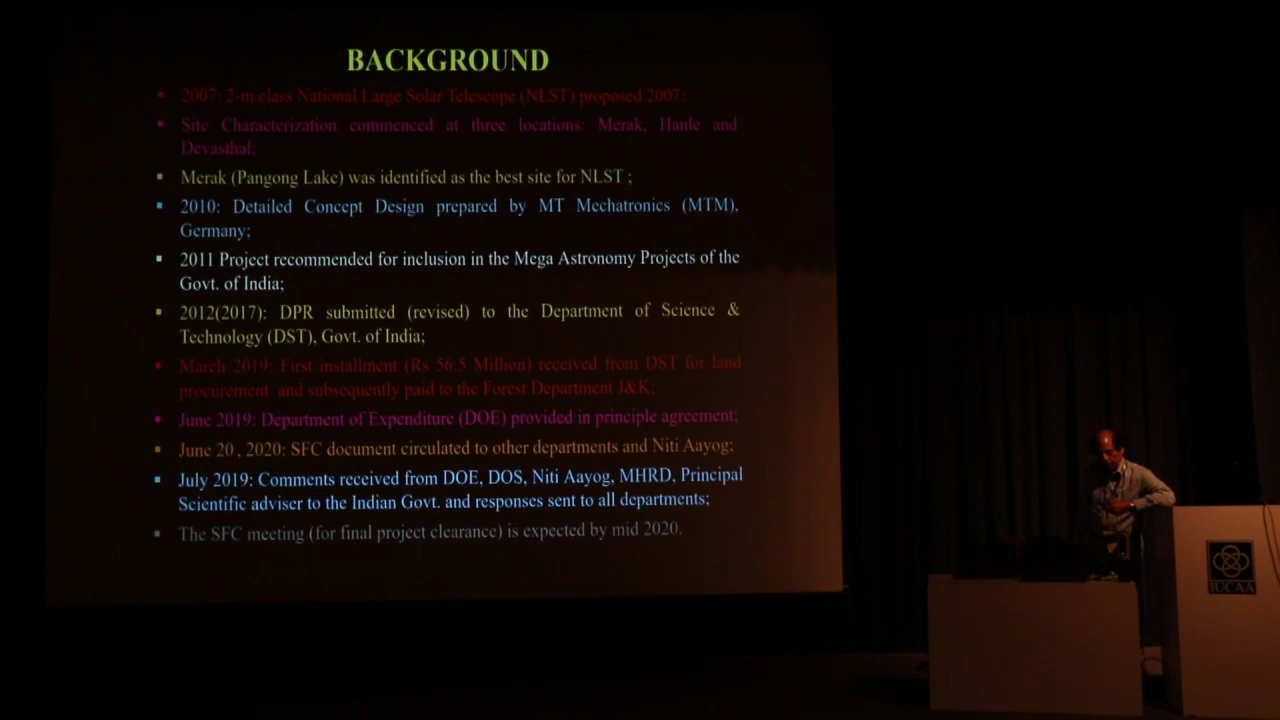 BACKGROUND
▪ 2007: 2-m class National Large Solar Telescope (NLST) proposed 2007:
▪ Site Characterization commenced at three locations: Merak, Hanle and
Devasthal;
▪ Merak (Pangong Lake) was identified as the best site for NLST ;
▪ 2010: Detailed Concept Design prepared by MT Mechatronics (MTM),
Germany;
▪ 2011 Project recommended for inclusion in the Mega Astronomy Projects of the
Govt. of India;
▪ 2012(2017): DPR submitted (revised) to the Department of Science &
Technology (DST), Govt. of India;
▪ March 2019: First installment (Rs 56.5 Million) received from DST for land
procurement and subsequently paid to the Forest Department J&K;
▪ June 2019: Department of Expenditure (DOE) provided in principle agreement;
▪ June 20 , 2020: SFC document circulated to other departments and Niti Aayog;
▪ July 2019: Comments received from DOE, DOS, Niti Aayog, MHRD, Principal
Scientific adviser to the Indian Govt. and responses sent to all departments;
▪ The SFC meeting (for final project clearance) is expected by mid 2020.
IUCAA